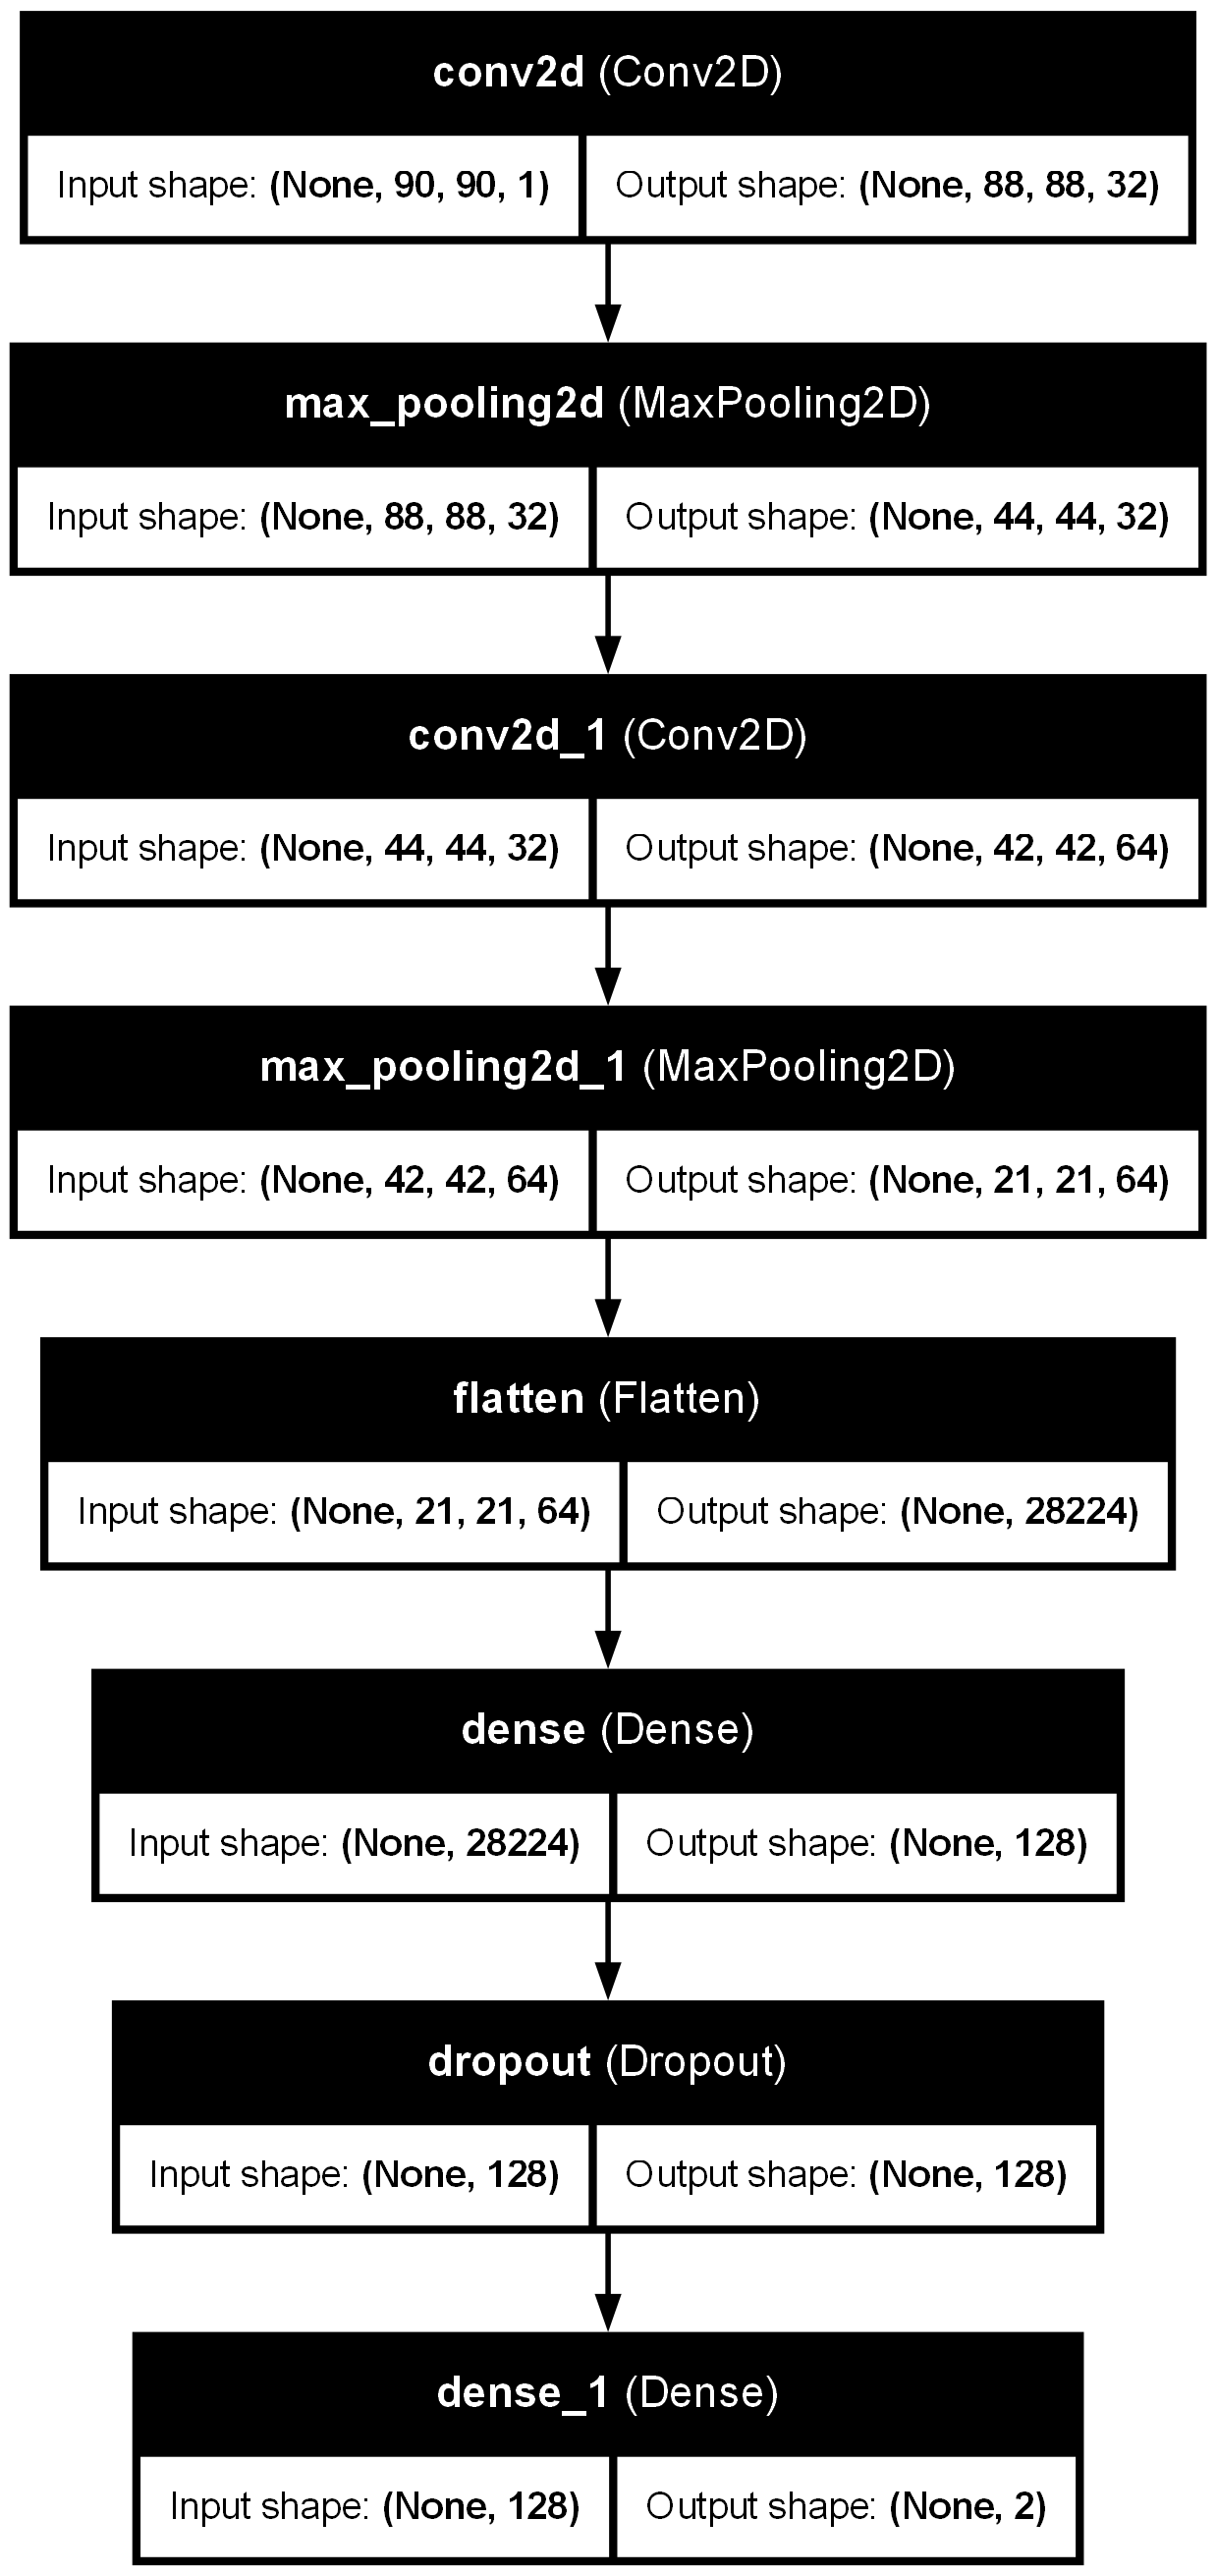 conv2d (Conv2D)
Input shape: (None, 90, 90, 1) Output shape: (None, 88, 88, 32)
max_pooling2d (MaxPooling2D)
Input shape: (None, 88, 88, 32) Output shape: (None, 44, 44, 32)
conv2d_1 (Conv2D)
Input shape: (None, 44, 44, 32) Output shape: (None, 42, 42, 64)
max_pooling2d_1 (MaxPooling2D)
Input shape: (None, 42, 42, 64) Output shape: (None, 21, 21, 64)
flatten (Flatten)
Input shape: (None, 21, 21, 64) Output shape: (None, 28224)
dense (Dense)
Input shape: (None, 28224) Output shape: (None, 128)
dropout (Dropout)
Input shape: (None, 128) Output shape: (None, 128)
dense_1 (Dense)
Input shape: (None, 128) Output shape: (None, 2)